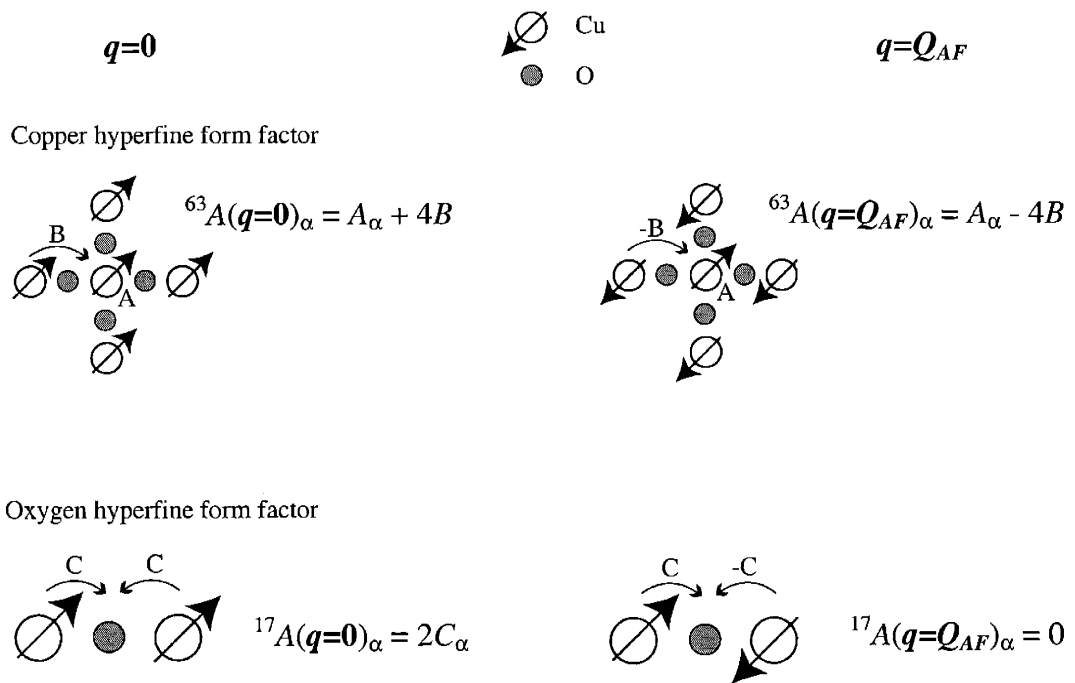 q=0
Cu
O
q=Q_AF
Copper hyperfine form factor
B
A
⁶³A(q=0)_α = A_α + 4B
-B
A
⁶³A(q=Q_AF)_α = A_α - 4B
Oxygen hyperfine form factor
C C
¹⁷A(q=0)_α = 2C_α
C -C
¹⁷A(q=Q_AF)_α = 0